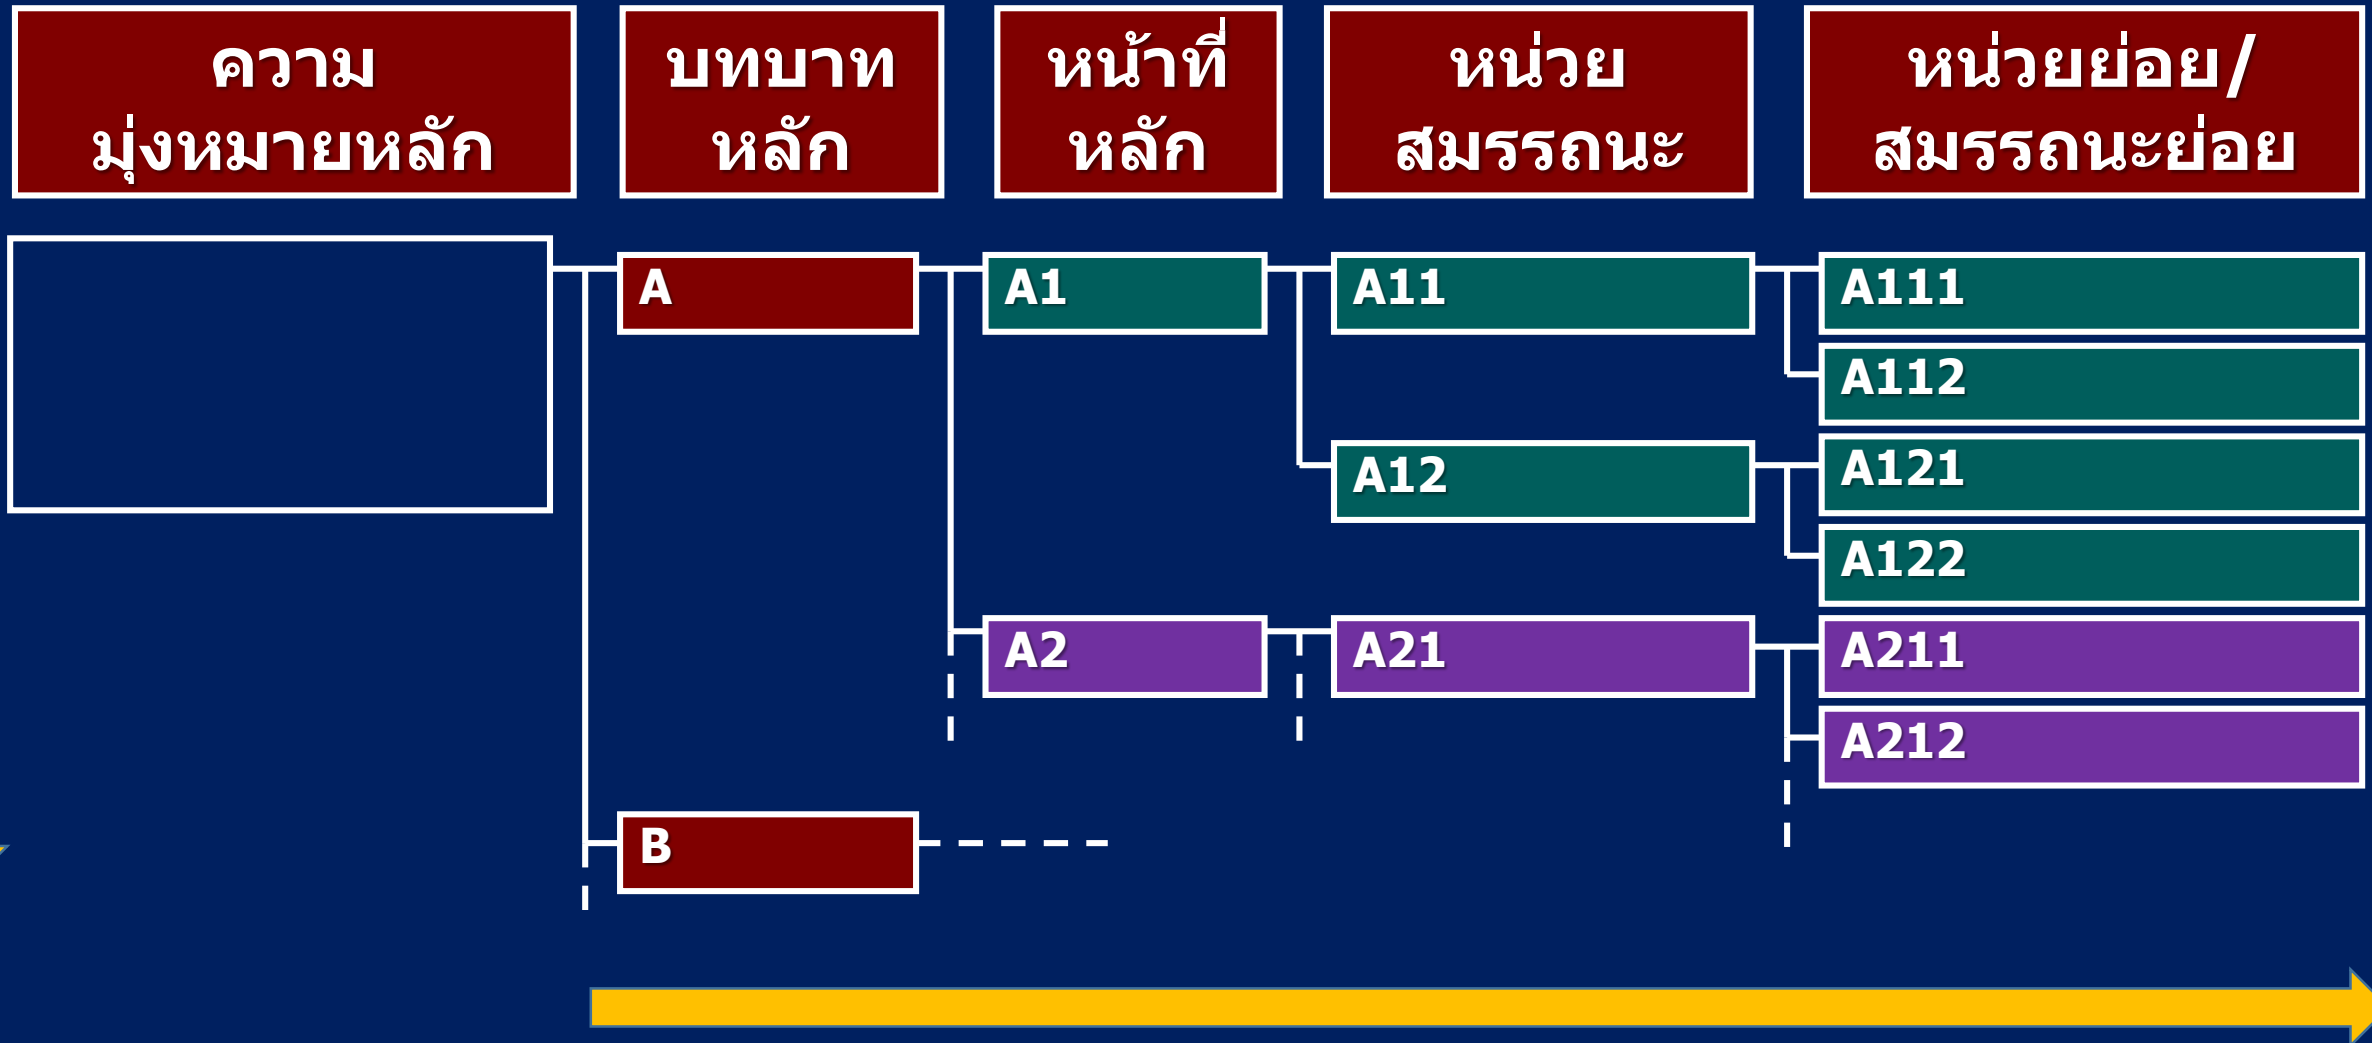 ความ
มุ่งหมายหลัก
บทบาท
หลัก
หน้าที่
หลัก
หน่วย
สมรรถนะ
หน่วยย่อย/
สมรรถนะย่อย
A
A1
A11
A111
A112
A12
A121
A122
A2
A21
A211
A212
B